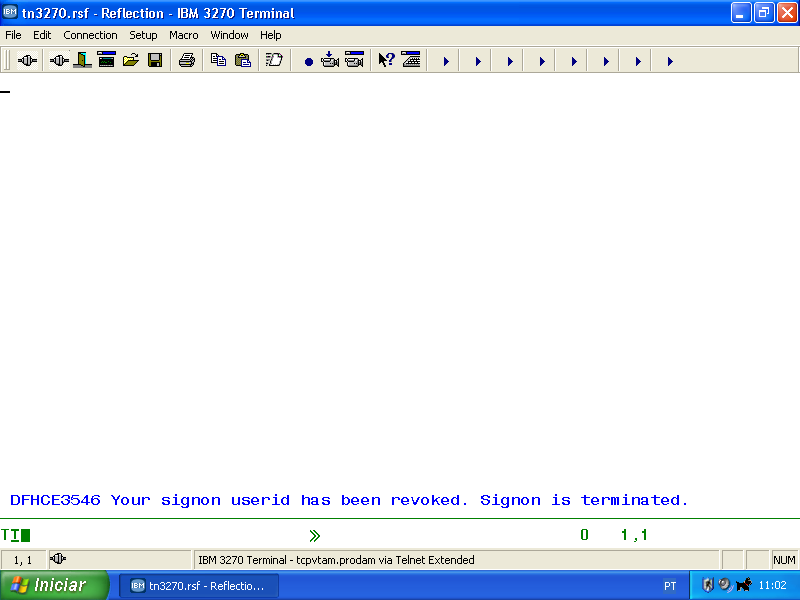 IBM tn3270.rsf - Reflection - IBM 3270 Terminal
File Edit Connection Setup Macro Window Help
DFHCE3546 Your signon userid has been revoked. Signon is terminated.
TI 0 1,1
1, 1 IBM 3270 Terminal - tcpvtam.prodam via Telnet Extended NUM
Iniciar IBM tn3270.rsf - Reflectio... PT 11:02